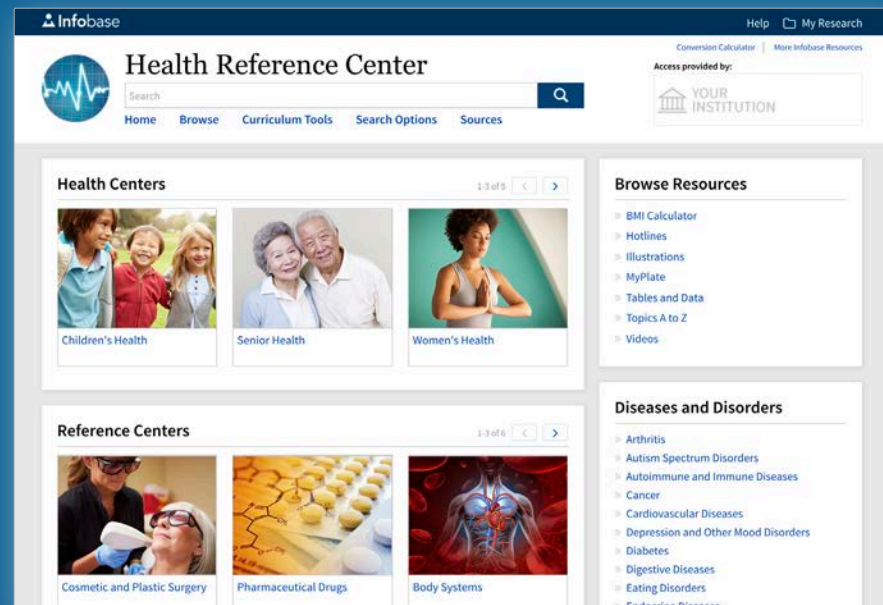 Infobase
Help My Research
Conversion Calculator | More Infobase Resources
Health Reference Center
Access provided by:
Search
YOUR
INSTITUTION
Home Browse Curriculum Tools Search Options Sources
Health Centers
1-3 of 5
Children's Health
Senior Health
Women's Health
Browse Resources
BMI Calculator
Hotlines
Illustrations
MyPlate
Tables and Data
Topics A to Z
Videos
Reference Centers
1-3 of 6
Cosmetic and Plastic Surgery
Pharmaceutical Drugs
Body Systems
Diseases and Disorders
Arthritis
Autism Spectrum Disorders
Autoimmune and Immune Diseases
Cancer
Cardiovascular Diseases
Depression and Other Mood Disorders
Diabetes
Digestive Diseases
Eating Disorders